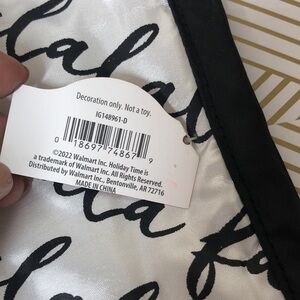 Decoration only. Not a toy.
IG148961-D
0 18697 74867 9
©2022 Walmart Inc. Holiday Time is
a trademark of Walmart Inc. All Rights Reserved.
Distributed by Walmart Inc., Bentonville, AR 72716
MADE IN CHINA
la
la
la
fa